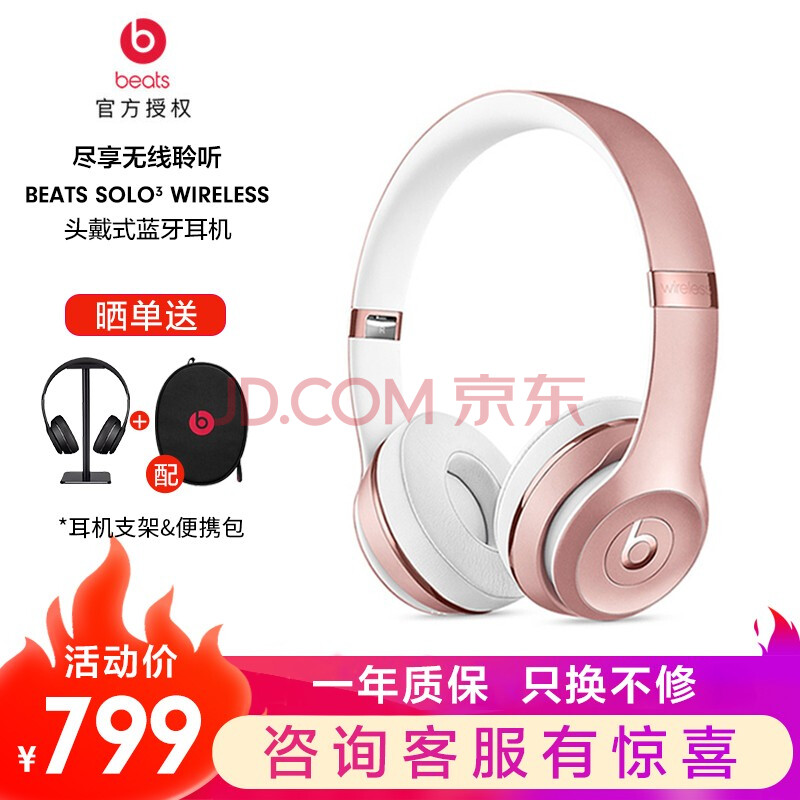 beats
官方授权
尽享无线聆听
BEATS SOLO³ WIRELESS
头戴式蓝牙耳机
晒单送
wireless
JD.COM 京东
+
配
*耳机支架&便携包
活动价
¥799
一年质保 只换不修
咨询客服有惊喜